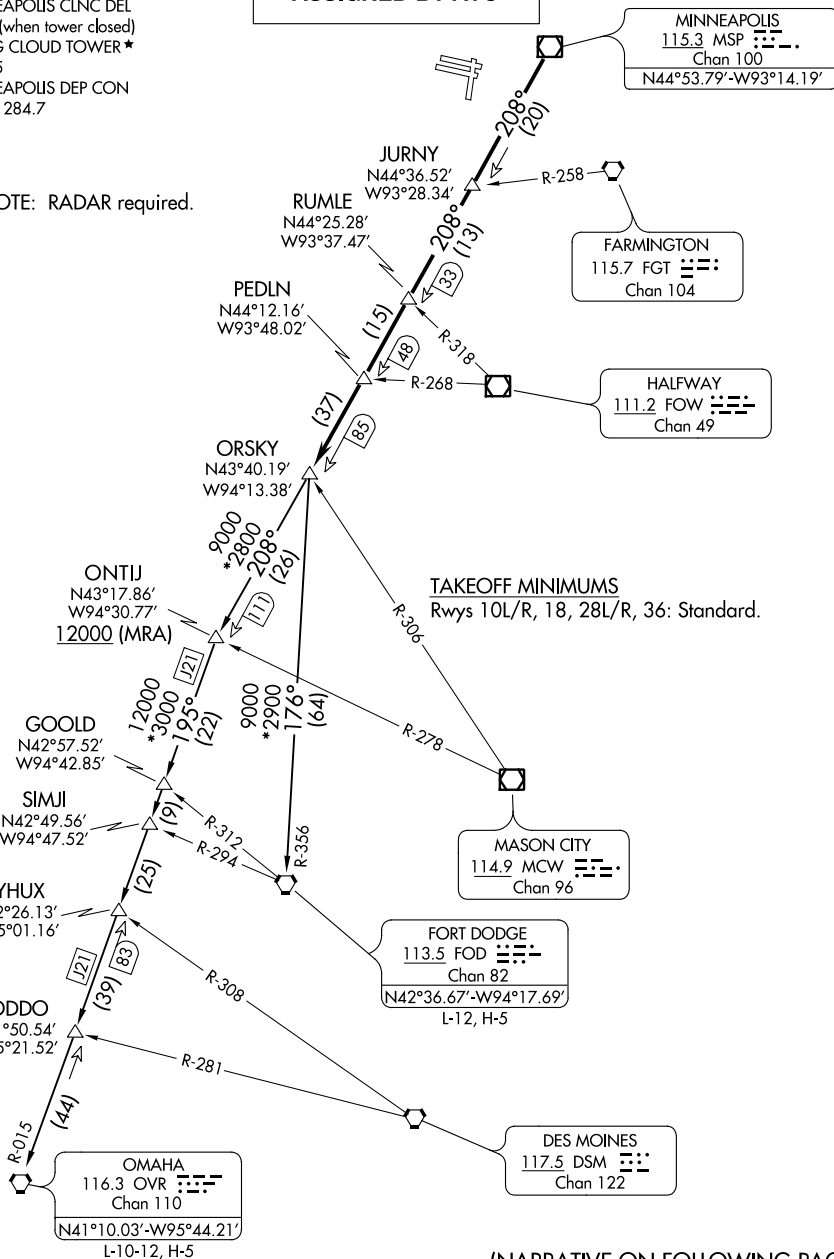 EAPOLIS CLNC DEL
(when tower closed)
G CLOUD TOWER★
EAPOLIS DEP CON
284.7
OTE: RADAR required.
MINNEAPOLIS
115.3 MSP
Chan 100
N44°53.79'-W93°14.19'
208°
(20)
JURNY
N44°36.52'
W93°28.34'
R-258
RUMLE
N44°25.28'
W93°37.47'
208°
(13)
FARMINGTON
115.7 FGT
Chan 104
33
PEDLN
N44°12.16'
W93°48.02'
(15)
R-318
48
R-268
HALFWAY
111.2 FOW
Chan 49
(37)
85
ORSKY
N43°40.19'
W94°13.38'
9000
*2800
208°
(26)
TAKEOFF MINIMUMS
Rwys 10L/R, 18, 28L/R, 36: Standard.
R-306
ONTIJ
N43°17.86'
W94°30.77'
12000 (MRA)
111
J21
12000
*3000
195°
(22)
9000
*2900
176°
(64)
R-278
GOOLD
N42°57.52'
W94°42.85'
SIMJI
N42°49.56'
W94°47.52'
(9)
R-312
R-294
R-356
MASON CITY
114.9 MCW
Chan 96
(25)
YHUX
2°26.13'
5°01.16'
FORT DODGE
113.5 FOD
Chan 82
N42°36.67'-W94°17.69'
L-12, H-5
J21
83
(39)
R-308
DDO
°50.54'
5°21.52'
R-281
(44)
R-015
DES MOINES
117.5 DSM
Chan 122
OMAHA
116.3 OVR
Chan 110
N41°10.03'-W95°44.21'
L-10-12, H-5